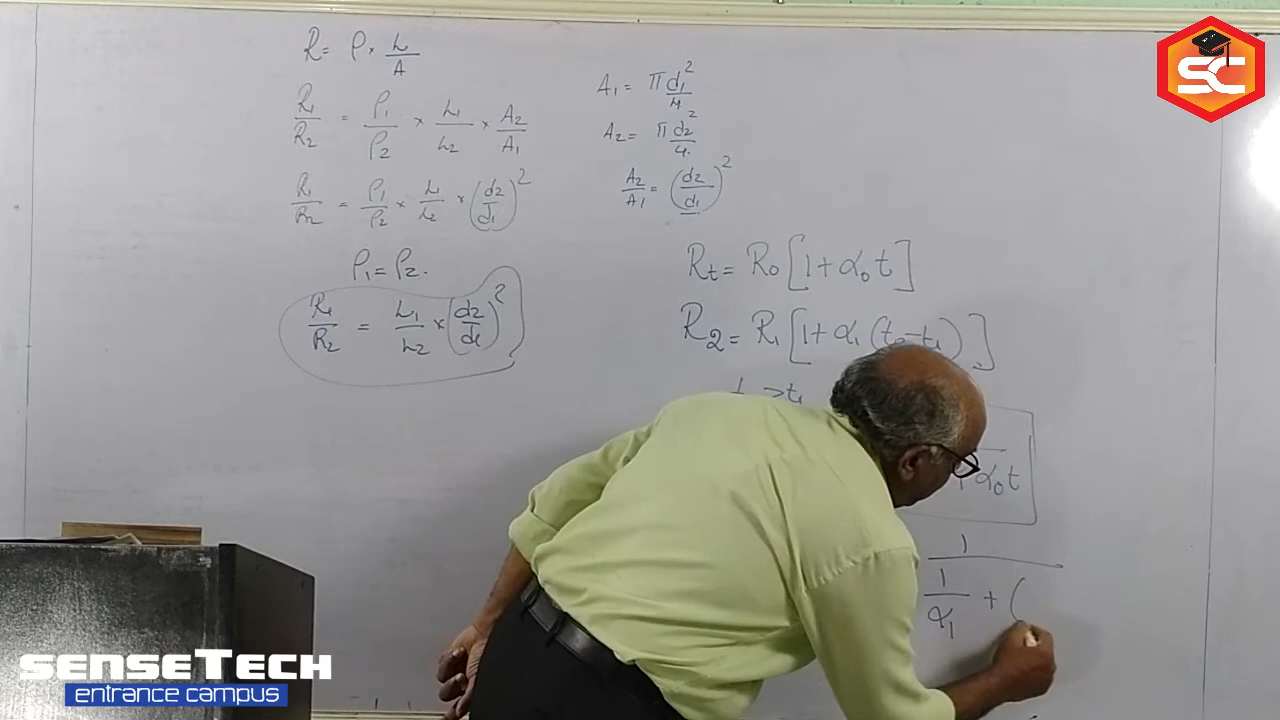 R = ρ × L/A
R1/R2 = ρ1/ρ2 × L1/L2 × A2/A1
R1/R2 = ρ1/ρ2 × L1/L2 × (d2/d1)²
ρ1 = ρ2.
R1/R2 = L1/L2 × (d2/d1)²
A1 = πd1²/4
A2 = πd2²/4.
A2/A1 = (d2/d1)²
Rt = R0 [1 + α0 t]
R2 = R1 [1 + α1 (t2 - t1)]
> t1
α0 t
1
1/α1 + (
SC
SENSETECH
entrance campus